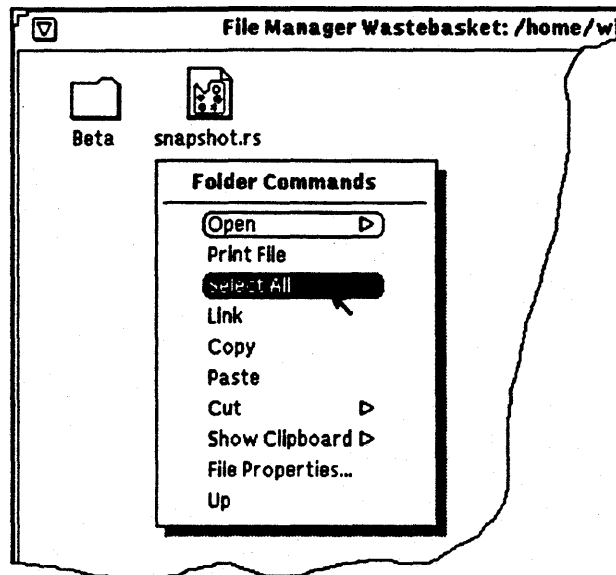 File Manager Wastebasket: /home/wi
Beta snapshot.rs
Folder Commands
Open
Print File
Select All
Link
Copy
Paste
Cut
Show Clipboard
File Properties...
Up